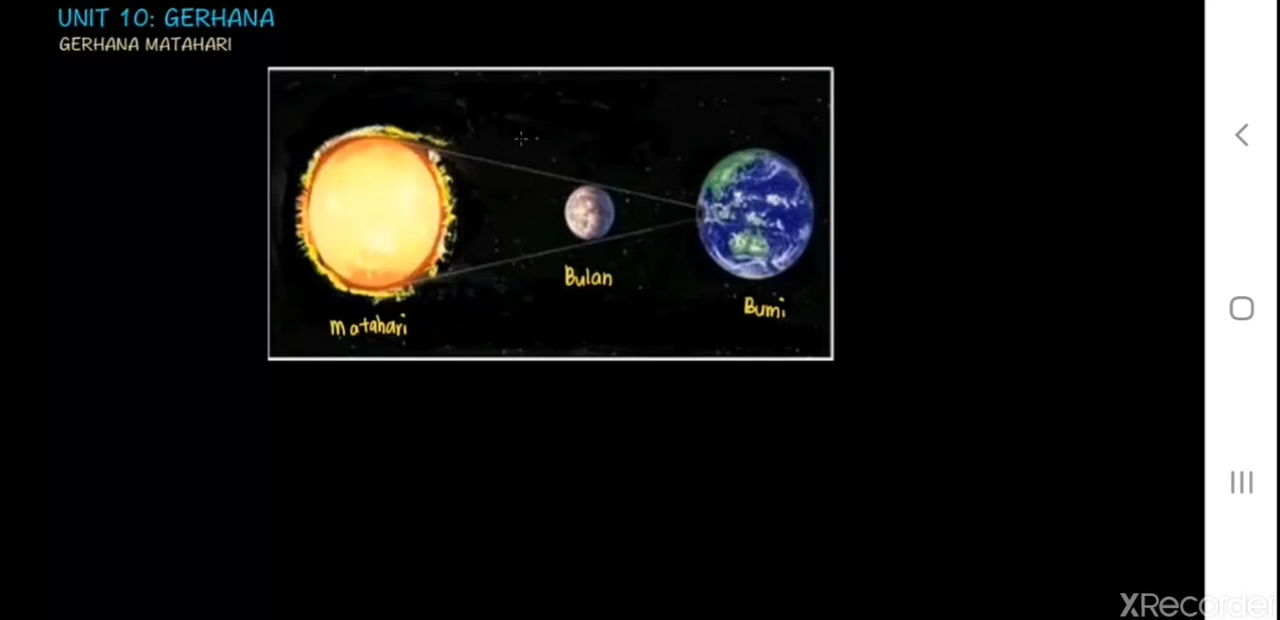 UNIT 10: GERHANA
GERHANA MATAHARI
Matahari
Bulan
Bumi
XRecorder